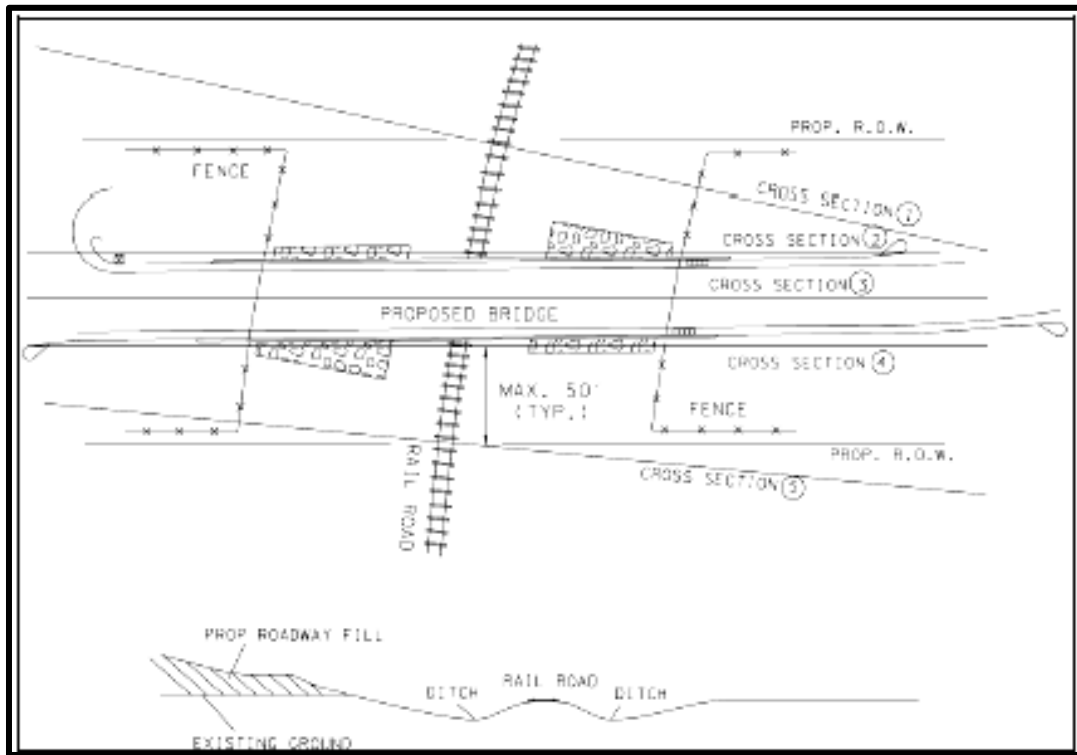 PROP. R.O.W.
FENCE
CROSS SECTION 1
CROSS SECTION 2
CROSS SECTION 3
PROPOSED BRIDGE
CROSS SECTION 4
MAX. 50'
(TYP.)
FENCE
RAIL ROAD
PROP. R.O.W.
CROSS SECTION 5
PROP ROADWAY FILL
DITCH
RAIL ROAD
DITCH
EXISTING GROUND